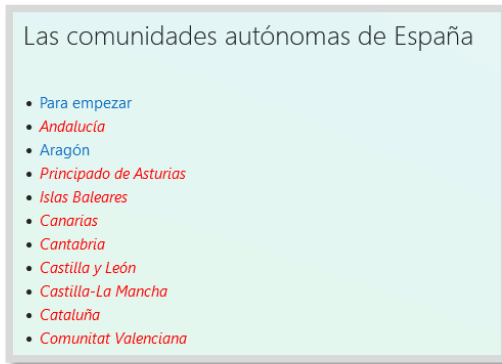 Las comunidades autónomas de España
Para empezar
Andalucía
Aragón
Principado de Asturias
Islas Baleares
Canarias
Cantabria
Castilla y León
Castilla-La Mancha
Cataluña
Comunitat Valenciana